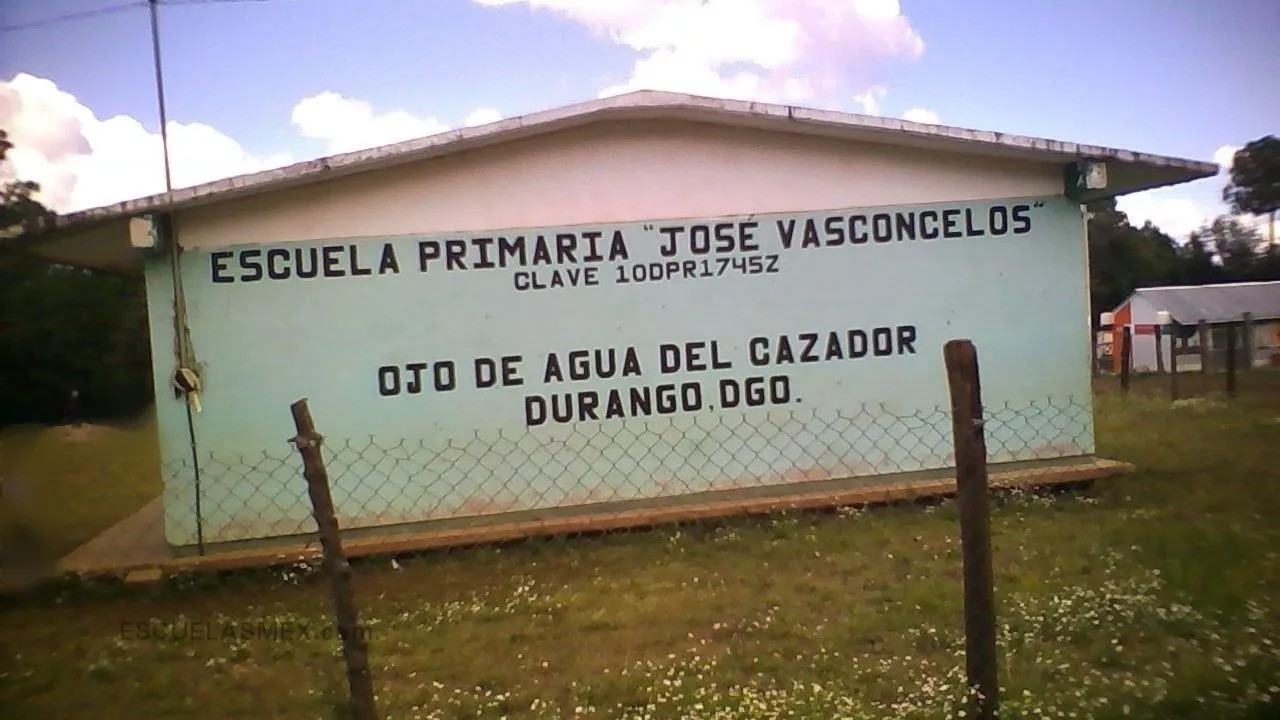 ESCUELA PRIMARIA "JOSÉ VASCONCELOS"
CLAVE 10DPR1745Z
OJO DE AGUA DEL CAZADOR
DURANGO, DGO.
ESCUELASMEX.com